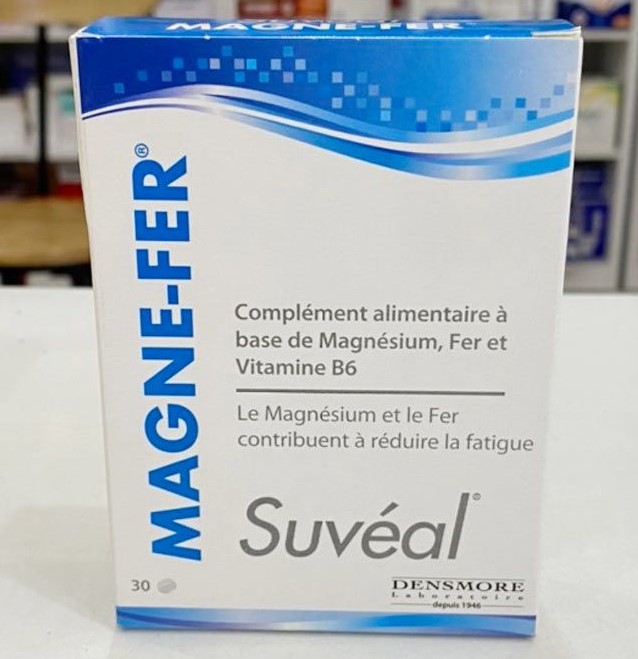 MAGNE-FER
MAGNE-FER®
Complément alimentaire à
base de Magnésium, Fer et
Vitamine B6
Le Magnésium et le Fer
contribuent à réduire la fatigue
Suvéal®
30
DENSMORE
Laboratoire
depuis 1946